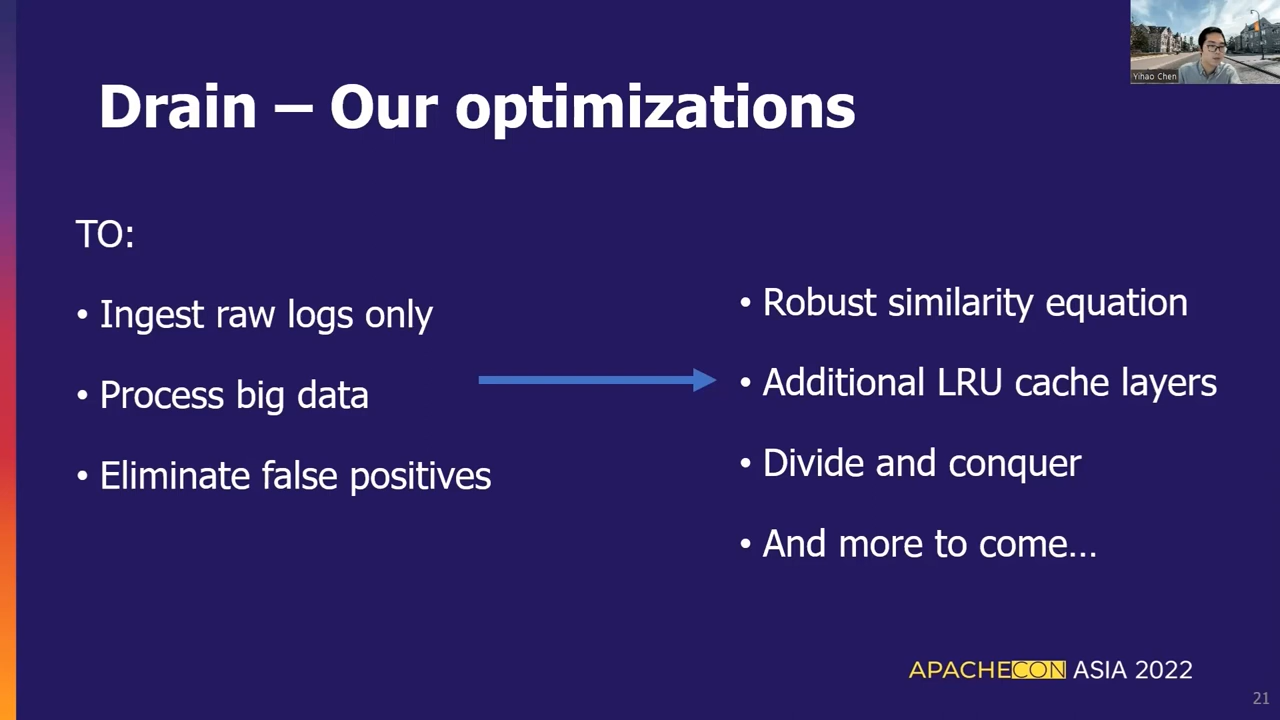 Yihao Chen
Drain – Our optimizations
TO:
• Ingest raw logs only
• Process big data
• Eliminate false positives
• Robust similarity equation
• Additional LRU cache layers
• Divide and conquer
• And more to come…
APACHECON ASIA 2022
21